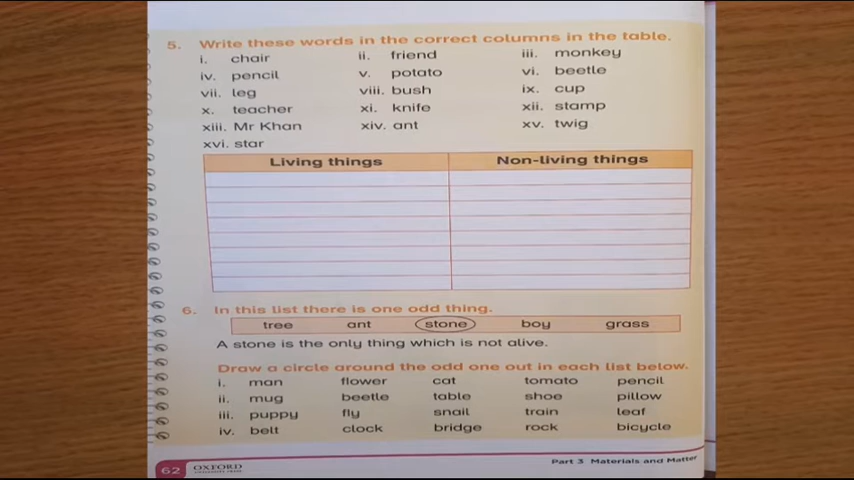 5. Write these words in the correct columns in the table.
i. chair ii. friend iii. monkey
iv. pencil v. potato vi. beetle
vii. leg viii. bush ix. cup
x. teacher xi. knife xii. stamp
xiii. Mr Khan xiv. ant xv. twig
xvi. star
Living things Non-living things
6. In this list there is one odd thing.
tree ant stone boy grass
A stone is the only thing which is not alive.
Draw a circle around the odd one out in each list below.
i. man flower cat tomato pencil
ii. mug beetle table shoe pillow
iii. puppy fly snail train leaf
iv. belt clock bridge rock bicycle
62 OXFORD Part 3 Materials and Matter